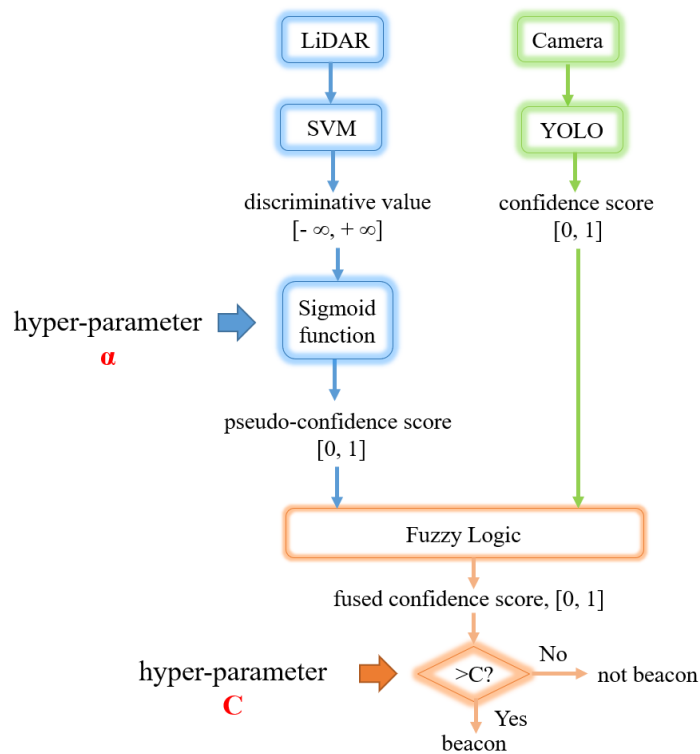 LiDAR
Camera
SVM
YOLO
discriminative value
[- ∞, + ∞]
confidence score
[0, 1]
Sigmoid
function
hyper-parameter
α
pseudo-confidence score
[0, 1]
Fuzzy Logic
fused confidence score, [0, 1]
hyper-parameter
C
>C?
No
not beacon
Yes
beacon